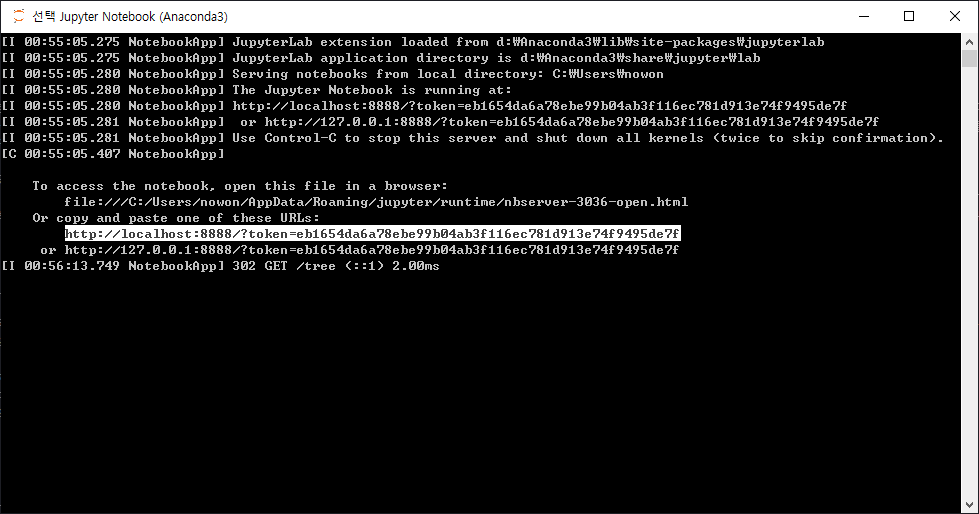 선택 Jupyter Notebook (Anaconda3)
[I 00:55:05.275 NotebookApp] JupyterLab extension loaded from d:₩Anaconda3₩lib₩site-packages₩jupyterlab
[I 00:55:05.275 NotebookApp] JupyterLab application directory is d:₩Anaconda3₩share₩jupyter₩lab
[I 00:55:05.280 NotebookApp] Serving notebooks from local directory: C:₩Users₩nowon
[I 00:55:05.280 NotebookApp] The Jupyter Notebook is running at:
[I 00:55:05.280 NotebookApp] http://localhost:8888/?token=eb1654da6a78ebe99b04ab3f116ec781d913e74f9495de7f
[I 00:55:05.281 NotebookApp]  or http://127.0.0.1:8888/?token=eb1654da6a78ebe99b04ab3f116ec781d913e74f9495de7f
[I 00:55:05.281 NotebookApp] Use Control-C to stop this server and shut down all kernels (twice to skip confirmation).
[C 00:55:05.407 NotebookApp]
To access the notebook, open this file in a browser:
file:///C:/Users/nowon/AppData/Roaming/jupyter/runtime/nbserver-3036-open.html
Or copy and paste one of these URLs:
http://localhost:8888/?token=eb1654da6a78ebe99b04ab3f116ec781d913e74f9495de7f
or http://127.0.0.1:8888/?token=eb1654da6a78ebe99b04ab3f116ec781d913e74f9495de7f
[I 00:56:13.749 NotebookApp] 302 GET /tree (::1) 2.00ms